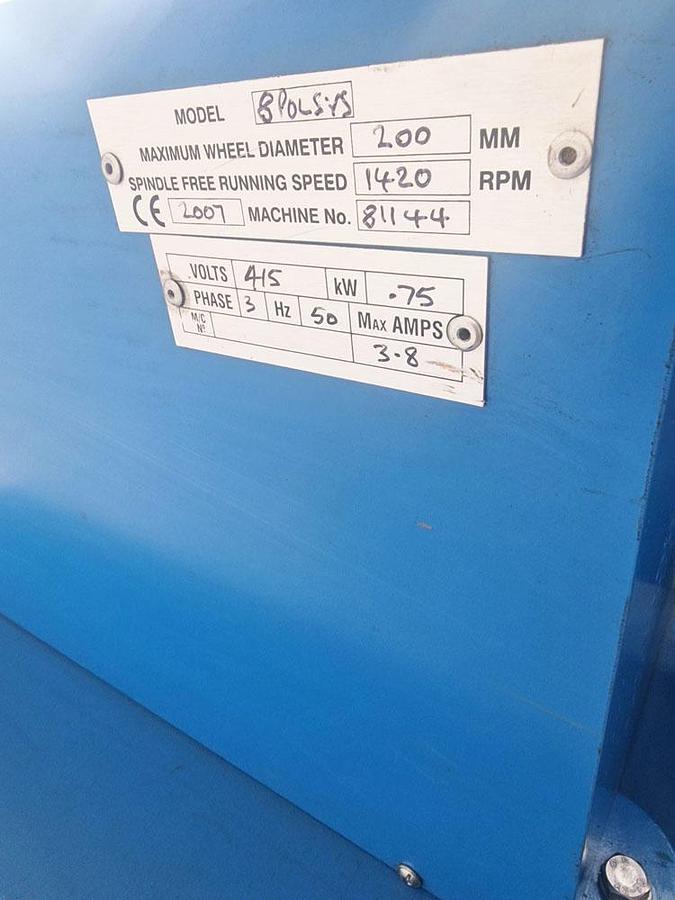 MODEL 8POLSYS
MAXIMUM WHEEL DIAMETER 200 MM
SPINDLE FREE RUNNING SPEED 1420 RPM
CE 2007 MACHINE No. 81144
VOLTS 415 kW .75
PHASE 3 Hz 50 MAX AMPS
M/C
No 3.8